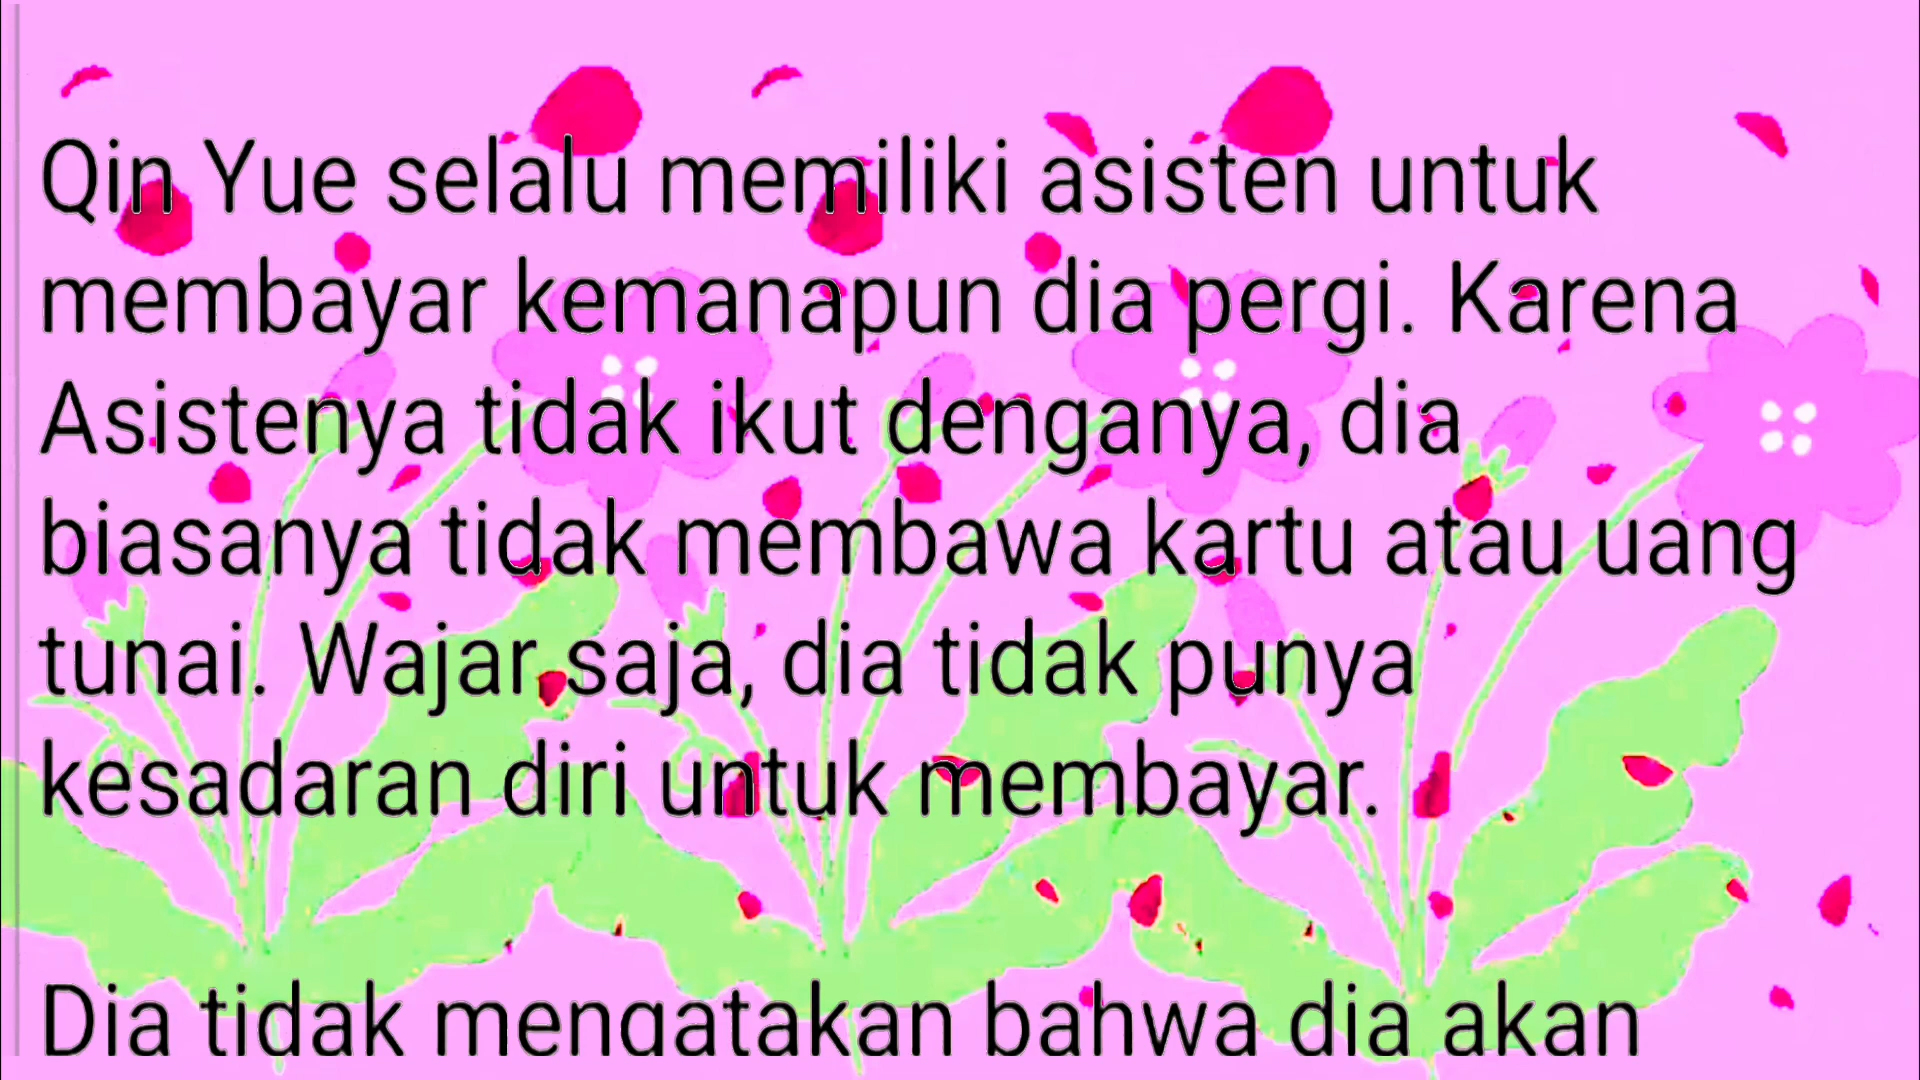 Qin Yue selalu memiliki asisten untuk
membayar kemanapun dia pergi. Karena
Asistenya tidak ikut denganya, dia
biasanya tidak membawa kartu atau uang
tunai. Wajar saja, dia tidak punya
kesadaran diri untuk membayar.
Dia tidak mengatakan bahwa dia akan